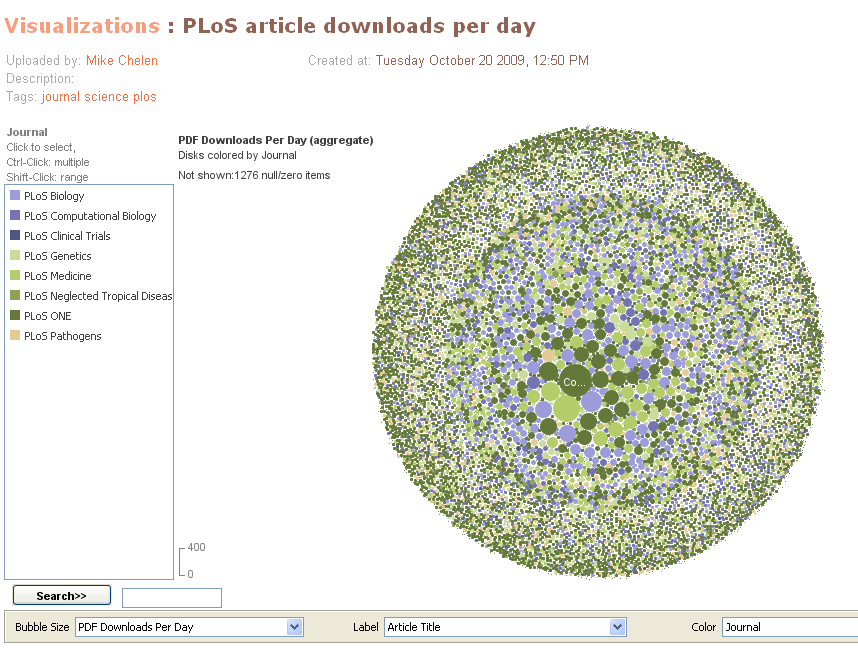 Visualizations : PLoS article downloads per day
Uploaded by: Mike Chelen
Created at: Tuesday October 20 2009, 12:50 PM
Description:
Tags: journal science plos
Journal
Click to select,
Ctrl-Click: multiple
Shift-Click: range
PLoS Biology
PLoS Computational Biology
PLoS Clinical Trials
PLoS Genetics
PLoS Medicine
PLoS Neglected Tropical Diseas
PLoS ONE
PLoS Pathogens
PDF Downloads Per Day (aggregate)
Disks colored by Journal
Not shown:1276 null/zero items
Co...
400
0
Search>>
Bubble Size PDF Downloads Per Day Label Article Title Color Journal